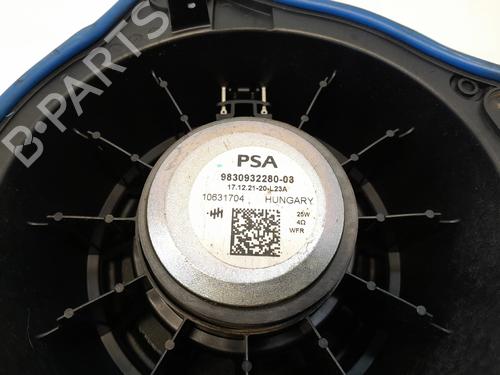 B-PARTS
PSA
9830932280-03
17.12.21-20-L23A
10631704 HUNGARY
25W
4Ω
WFR